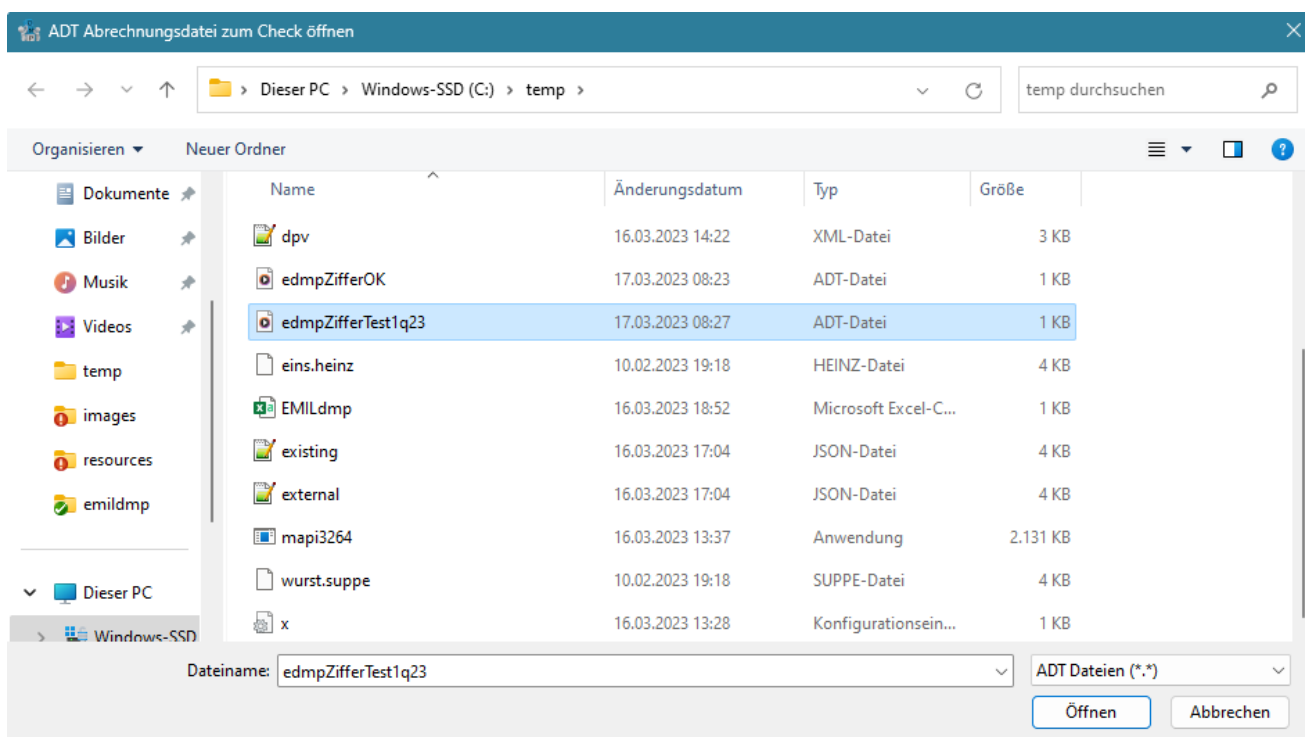 ADT Abrechnungsdatei zum Check öffnen
Dieser PC > Windows-SSD (C:) > temp >
temp durchsuchen
Organisieren
Neuer Ordner
Name Änderungsdatum Typ Größe
Dokumente
Bilder
Musik
Videos
temp
images
resources
emildmp
Dieser PC
Windows-SSD
dpv 16.03.2023 14:22 XML-Datei 3 KB
edmpZifferOK 17.03.2023 08:23 ADT-Datei 1 KB
edmpZifferTest1q23 17.03.2023 08:27 ADT-Datei 1 KB
eins.heinz 10.02.2023 19:18 HEINZ-Datei 4 KB
EMILdmp 16.03.2023 18:52 Microsoft Excel-C... 1 KB
existing 16.03.2023 17:04 JSON-Datei 4 KB
external 16.03.2023 17:04 JSON-Datei 4 KB
mapi3264 16.03.2023 13:37 Anwendung 2.131 KB
wurst.suppe 10.02.2023 19:18 SUPPE-Datei 4 KB
x 16.03.2023 13:28 Konfigurationsein... 1 KB
Dateiname: edmpZifferTest1q23
ADT Dateien (*.*)
Öffnen
Abbrechen